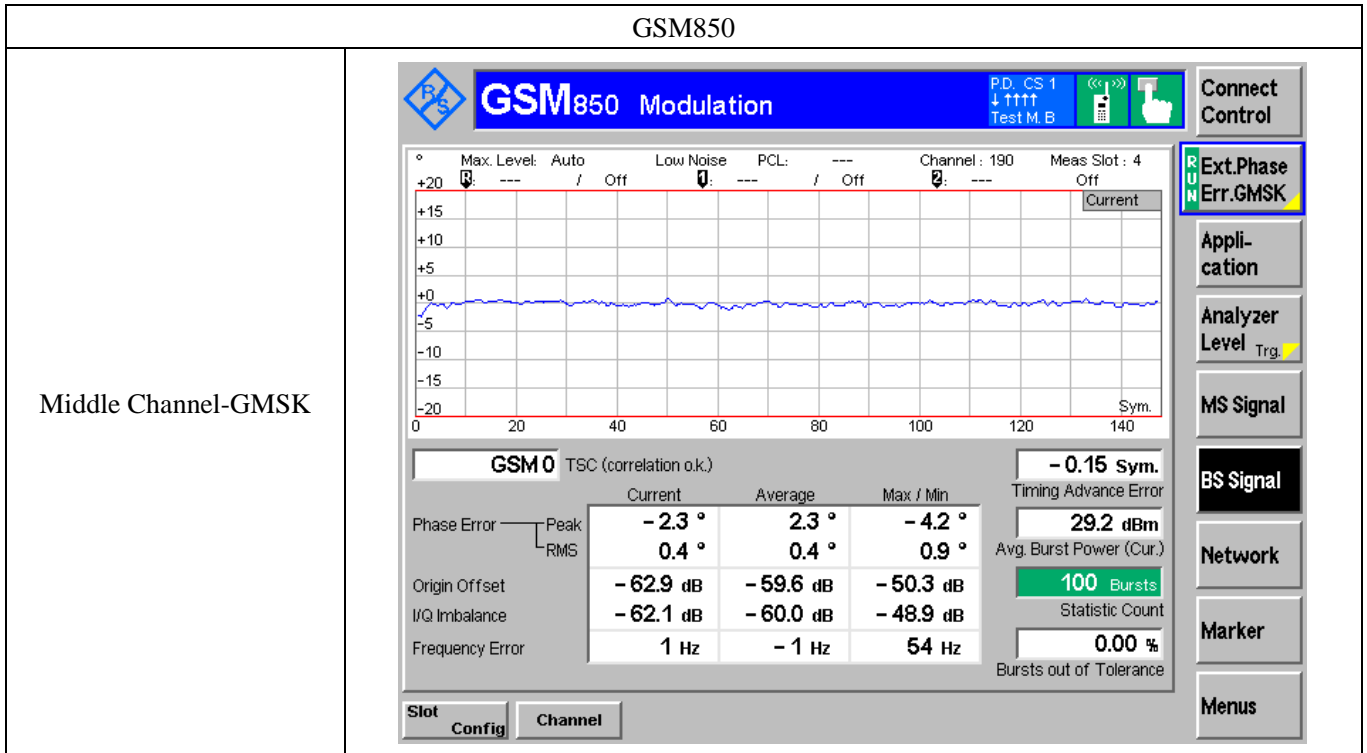 GSM850
Middle Channel-GMSK
R&S
GSM850 Modulation
P.D. CS 1
↓ ↑↑↑↑
Test M. B
Connect
Control
° Max. Level: Auto Low Noise PCL: --- Channel : 190 Meas Slot : 4
+20 R: --- / Off 1: --- / Off 2: --- Off
Current
+15
+10
+5
+0
-5
-10
-15
-20
Sym.
0 20 40 60 80 100 120 140
RUN
Ext.Phase
Err.GMSK
Appli-
cation
Analyzer
Level Trg.
MS Signal
BS Signal
Network
Marker
Menus
GSM 0 TSC (correlation o.k.)
Current Average Max / Min
Phase Error Peak - 2.3 ° 2.3 ° - 4.2 °
RMS 0.4 ° 0.4 ° 0.9 °
Origin Offset - 62.9 dB - 59.6 dB - 50.3 dB
I/Q Imbalance - 62.1 dB - 60.0 dB - 48.9 dB
Frequency Error 1 Hz - 1 Hz 54 Hz
- 0.15 Sym.
Timing Advance Error
29.2 dBm
Avg. Burst Power (Cur.)
100 Bursts
Statistic Count
0.00 %
Bursts out of Tolerance
Slot
Config
Channel